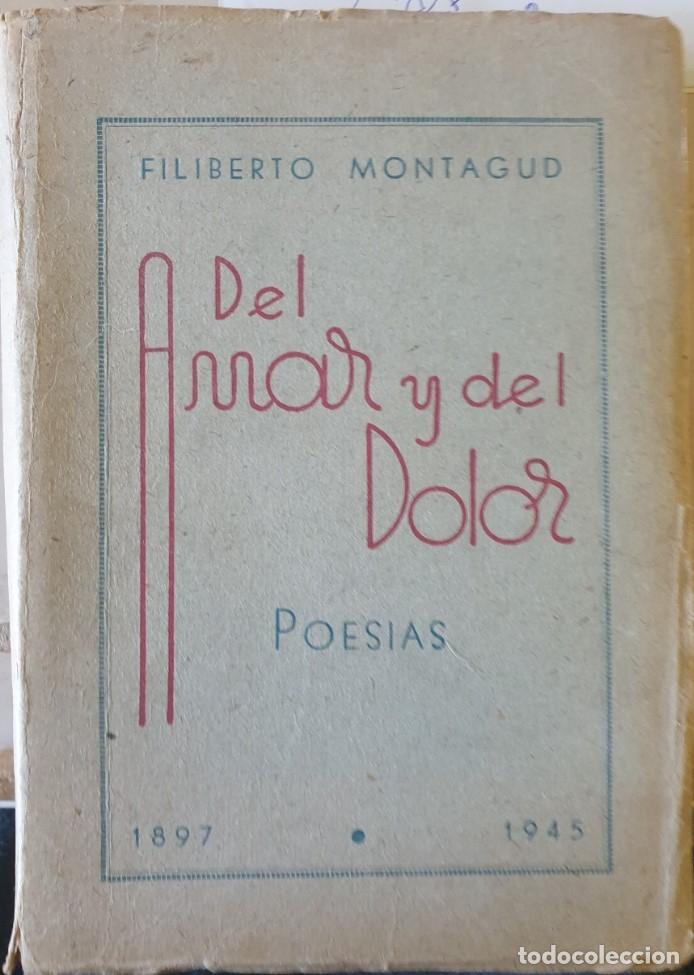 FILIBERTO MONTAGUD
Del
Amar y del
Dolor
POESIAS
1897 • 1945
todocoleccion